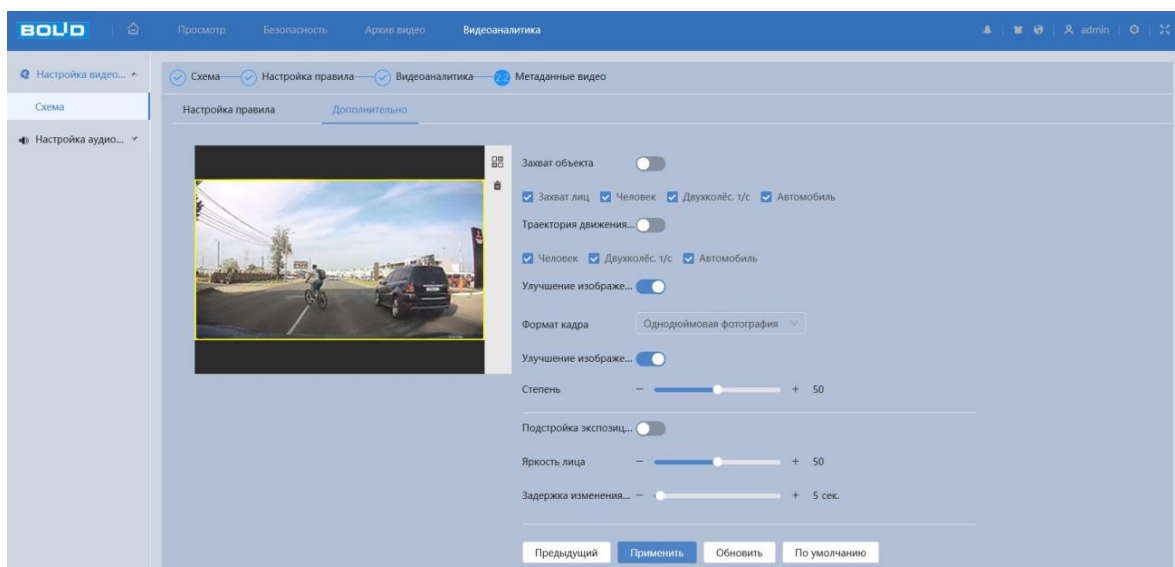 BOLID Просмотр Безопасность Архив видео Видеоаналитика admin
Настройка видео...
Схема
Настройка аудио...
Схема Настройка правила Видеоаналитика 2.2 Метаданные видео
Настройка правила Дополнительно
Захват объекта
Захват лиц Человек Двухколёс. т/с Автомобиль
Траектория движения...
Человек Двухколёс. т/с Автомобиль
Улучшение изображе...
Формат кадра Однодюймовая фотография
Улучшение изображе...
Степень − + 50
Подстройка экспозиц...
Яркость лица − + 50
Задержка изменения... − + 5 сек.
Предыдущий Применить Обновить По умолчанию